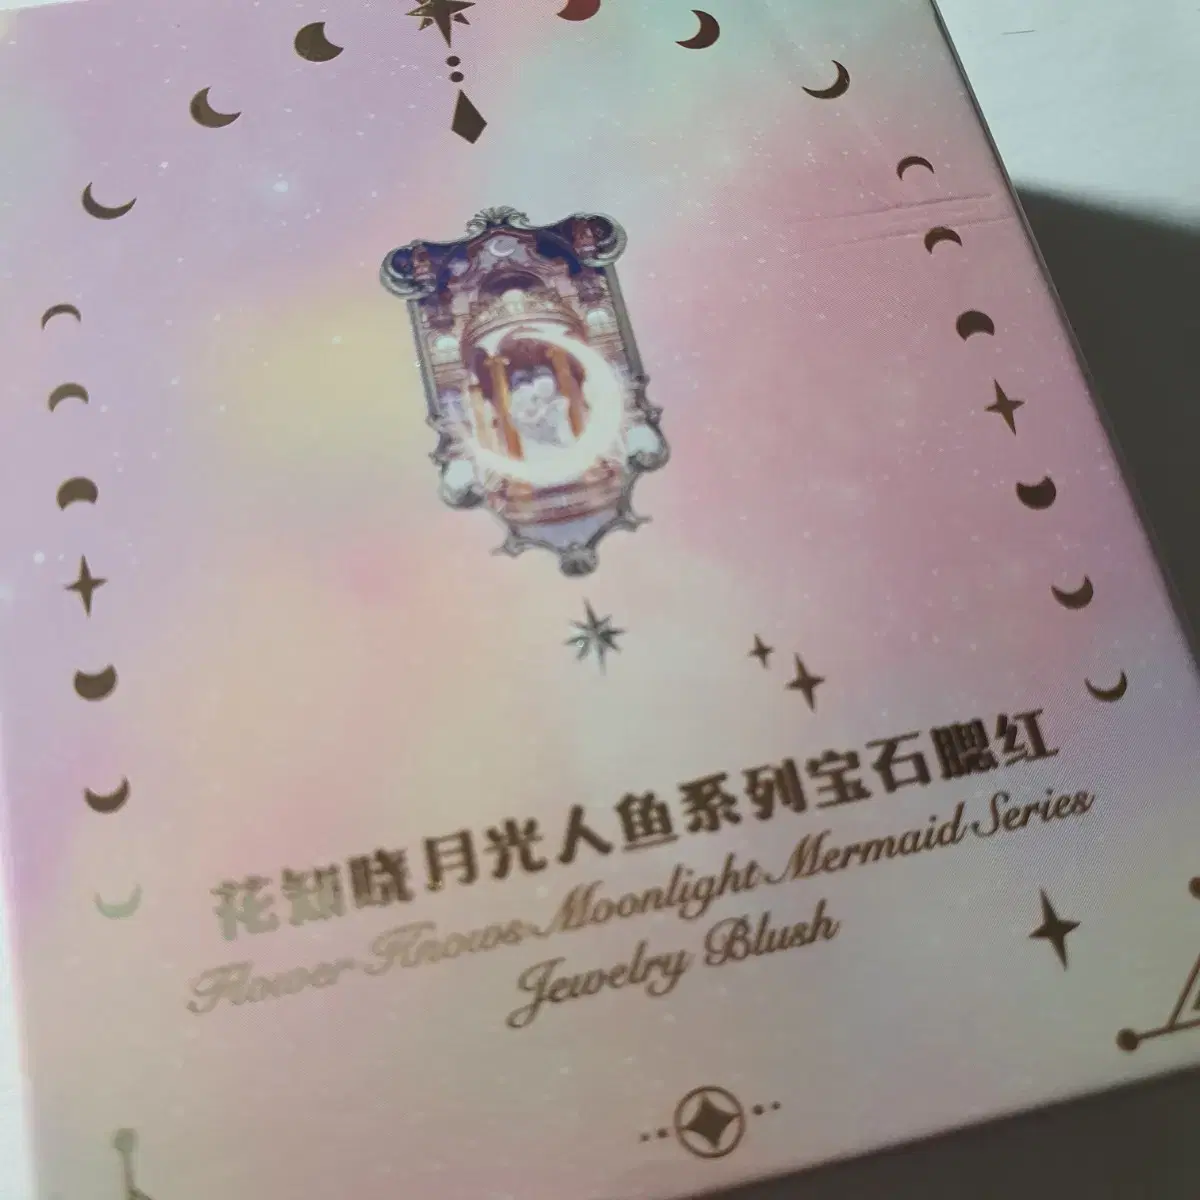 花知晓月光人鱼系列宝石腮红
Flower Knows Moonlight Mermaid Series
Jewelry Blush